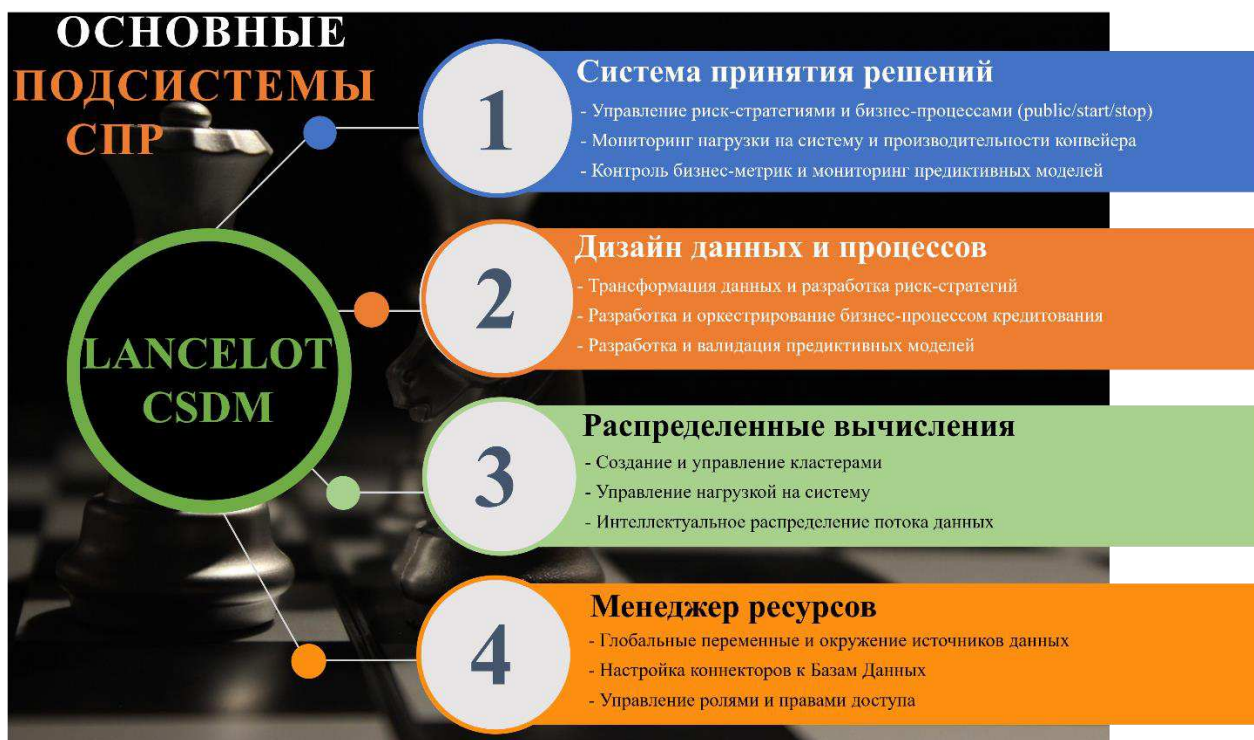 ОСНОВНЫЕ
ПОДСИСТЕМЫ
СПР
LANCELOT
CSDM
1
Система принятия решений
- Управление риск-стратегиями и бизнес-процессами (public/start/stop)
- Мониторинг нагрузки на систему и производительности конвейера
- Контроль бизнес-метрик и мониторинг предиктивных моделей
2
Дизайн данных и процессов
- Трансформация данных и разработка риск-стратегий
- Разработка и оркестрирование бизнес-процессом кредитования
- Разработка и валидация предиктивных моделей
3
Распределенные вычисления
- Создание и управление кластерами
- Управление нагрузкой на систему
- Интеллектуальное распределение потока данных
4
Менеджер ресурсов
- Глобальные переменные и окружение источников данных
- Настройка коннекторов к Базам Данных
- Управление ролями и правами доступа